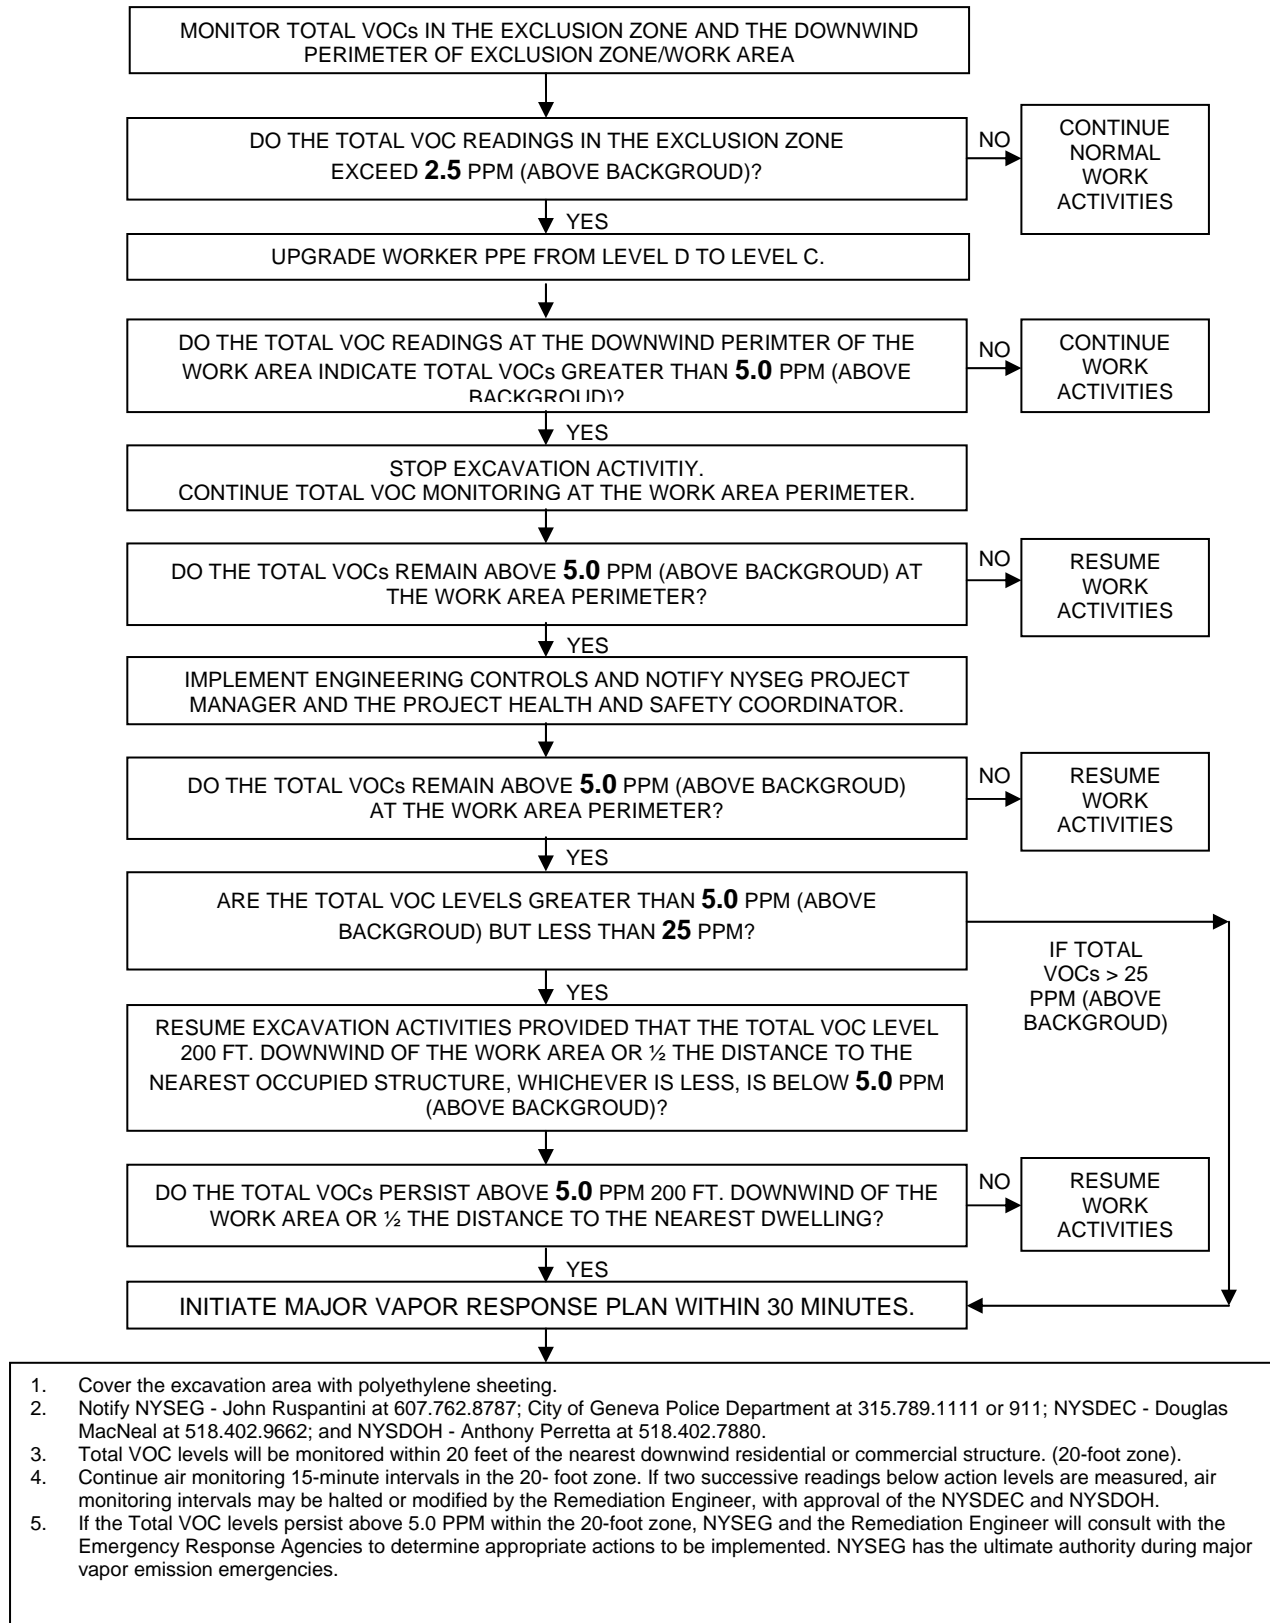 MONITOR TOTAL VOCs IN THE EXCLUSION ZONE AND THE DOWNWIND
PERIMETER OF EXCLUSION ZONE/WORK AREA
DO THE TOTAL VOC READINGS IN THE EXCLUSION ZONE
EXCEED 2.5 PPM (ABOVE BACKGROUD)?
NO
CONTINUE
NORMAL
WORK
ACTIVITIES
YES
UPGRADE WORKER PPE FROM LEVEL D TO LEVEL C.
DO THE TOTAL VOC READINGS AT THE DOWNWIND PERIMTER OF THE
WORK AREA INDICATE TOTAL VOCs GREATER THAN 5.0 PPM (ABOVE
BACKGROUD)?
NO
CONTINUE
WORK
ACTIVITIES
YES
STOP EXCAVATION ACTIVITIY.
CONTINUE TOTAL VOC MONITORING AT THE WORK AREA PERIMETER.
DO THE TOTAL VOCs REMAIN ABOVE 5.0 PPM (ABOVE BACKGROUD) AT
THE WORK AREA PERIMETER?
NO
RESUME
WORK
ACTIVITIES
YES
IMPLEMENT ENGINEERING CONTROLS AND NOTIFY NYSEG PROJECT
MANAGER AND THE PROJECT HEALTH AND SAFETY COORDINATOR.
DO THE TOTAL VOCs REMAIN ABOVE 5.0 PPM (ABOVE BACKGROUD)
AT THE WORK AREA PERIMETER?
NO
RESUME
WORK
ACTIVITIES
YES
ARE THE TOTAL VOC LEVELS GREATER THAN 5.0 PPM (ABOVE
BACKGROUD) BUT LESS THAN 25 PPM?
IF TOTAL
VOCs > 25
PPM (ABOVE
BACKGROUD)
YES
RESUME EXCAVATION ACTIVITIES PROVIDED THAT THE TOTAL VOC LEVEL
200 FT. DOWNWIND OF THE WORK AREA OR ½ THE DISTANCE TO THE
NEAREST OCCUPIED STRUCTURE, WHICHEVER IS LESS, IS BELOW 5.0 PPM
(ABOVE BACKGROUD)?
DO THE TOTAL VOCs PERSIST ABOVE 5.0 PPM 200 FT. DOWNWIND OF THE
WORK AREA OR ½ THE DISTANCE TO THE NEAREST DWELLING?
NO
RESUME
WORK
ACTIVITIES
YES
INITIATE MAJOR VAPOR RESPONSE PLAN WITHIN 30 MINUTES.
1. Cover the excavation area with polyethylene sheeting.
2. Notify NYSEG - John Ruspantini at 607.762.8787; City of Geneva Police Department at 315.789.1111 or 911; NYSDEC - Douglas
MacNeal at 518.402.9662; and NYSDOH - Anthony Perretta at 518.402.7880.
3. Total VOC levels will be monitored within 20 feet of the nearest downwind residential or commercial structure. (20-foot zone).
4. Continue air monitoring 15-minute intervals in the 20- foot zone. If two successive readings below action levels are measured, air
monitoring intervals may be halted or modified by the Remediation Engineer, with approval of the NYSDEC and NYSDOH.
5. If the Total VOC levels persist above 5.0 PPM within the 20-foot zone, NYSEG and the Remediation Engineer will consult with the
Emergency Response Agencies to determine appropriate actions to be implemented. NYSEG has the ultimate authority during major
vapor emission emergencies.